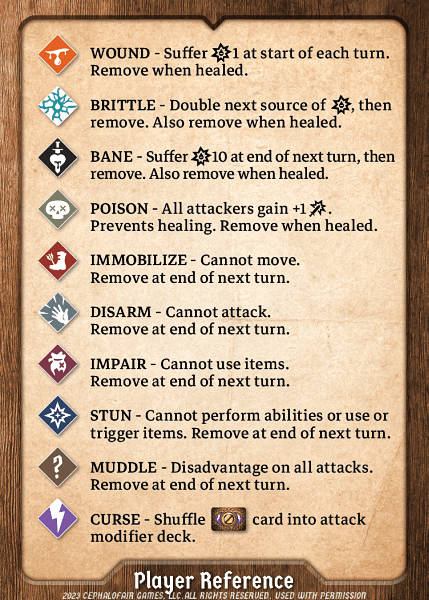 WOUND - Suffer 1 at start of each turn.
Remove when healed.
BRITTLE - Double next source of , then
remove. Also remove when healed.
BANE - Suffer 10 at end of next turn, then
remove. Also remove when healed.
POISON - All attackers gain +1 .
Prevents healing. Remove when healed.
IMMOBILIZE - Cannot move.
Remove at end of next turn.
DISARM - Cannot attack.
Remove at end of next turn.
IMPAIR - Cannot use items.
Remove at end of next turn.
STUN - Cannot perform abilities or use or
trigger items. Remove at end of next turn.
MUDDLE - Disadvantage on all attacks.
Remove at end of next turn.
?
CURSE - Shuffle card into attack
modifier deck.
Player Reference
2023 CEPHALOFAIR GAMES, LLC. ALL RIGHTS RESERVED. USED WITH PERMISSION